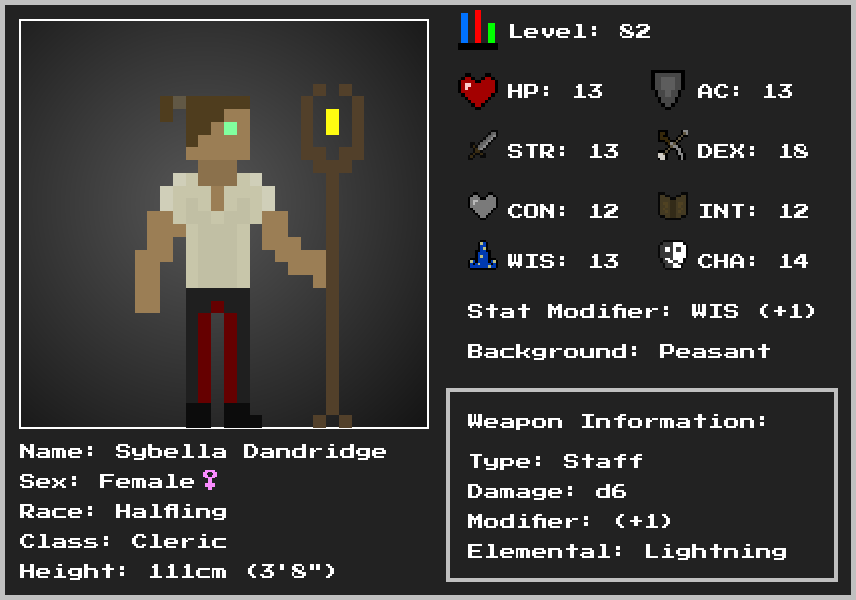 Level: 82
HP: 13
AC: 13
STR: 13
DEX: 18
CON: 12
INT: 12
WIS: 13
CHA: 14
Stat Modifier: WIS (+1)
Background: Peasant
Weapon Information:
Type: Staff
Damage: d6
Modifier: (+1)
Elemental: Lightning
Name: Sybella Dandridge
Sex: Female♀
Race: Halfling
Class: Cleric
Height: 111cm (3'8")